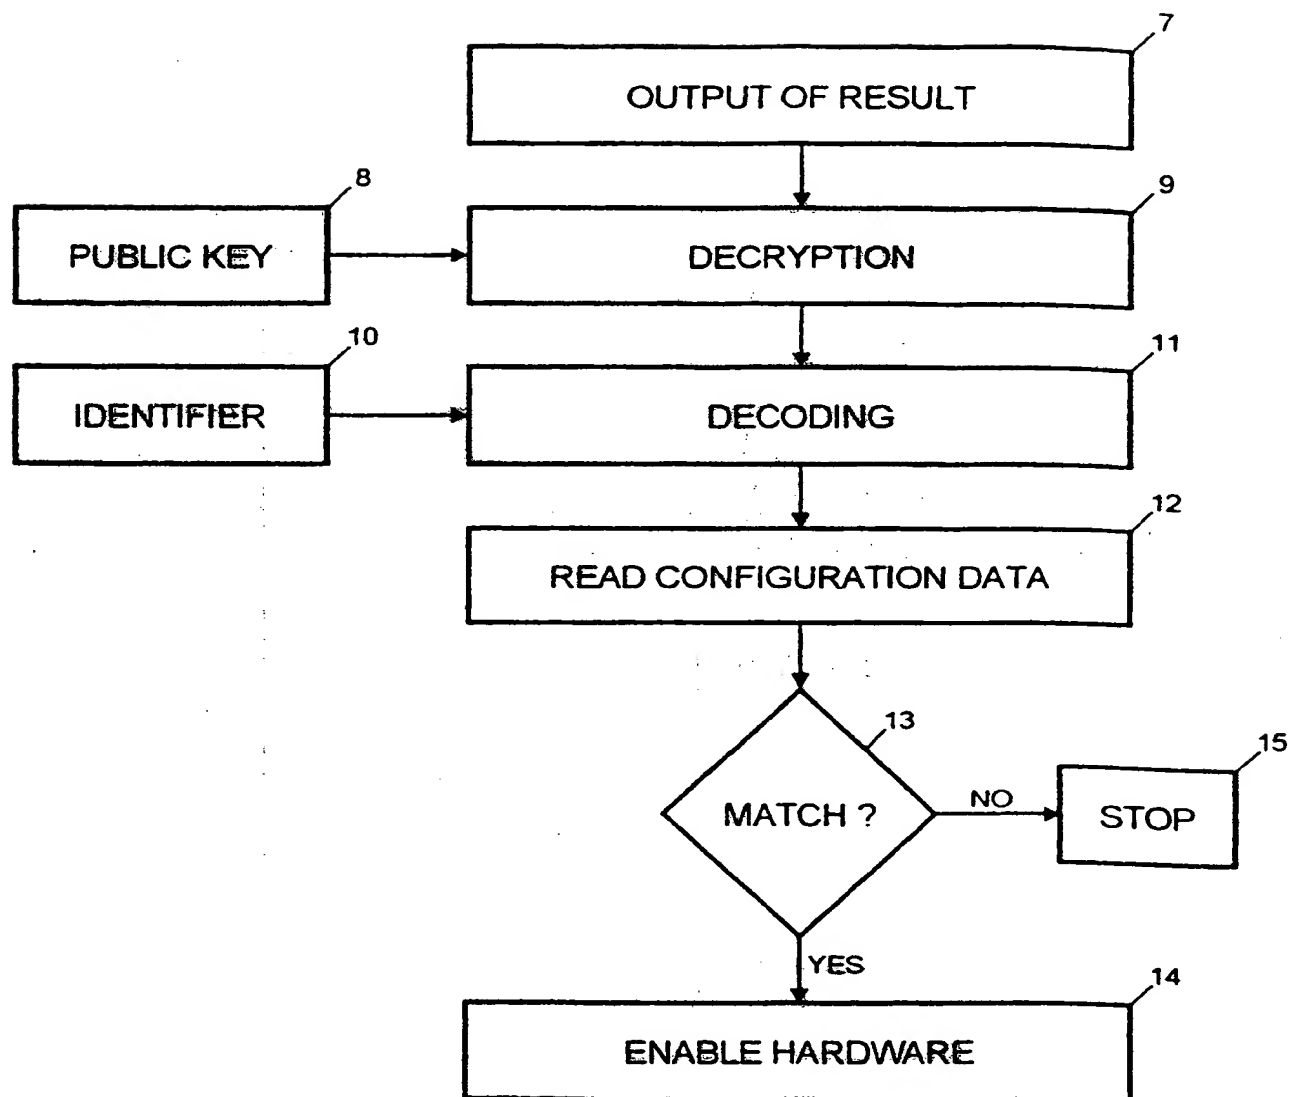 7
OUTPUT OF RESULT
8
9
PUBLIC KEY
DECRYPTION
10
11
IDENTIFIER
DECODING
12
READ CONFIGURATION DATA
13
15
MATCH ?
NO
STOP
YES
14
ENABLE HARDWARE